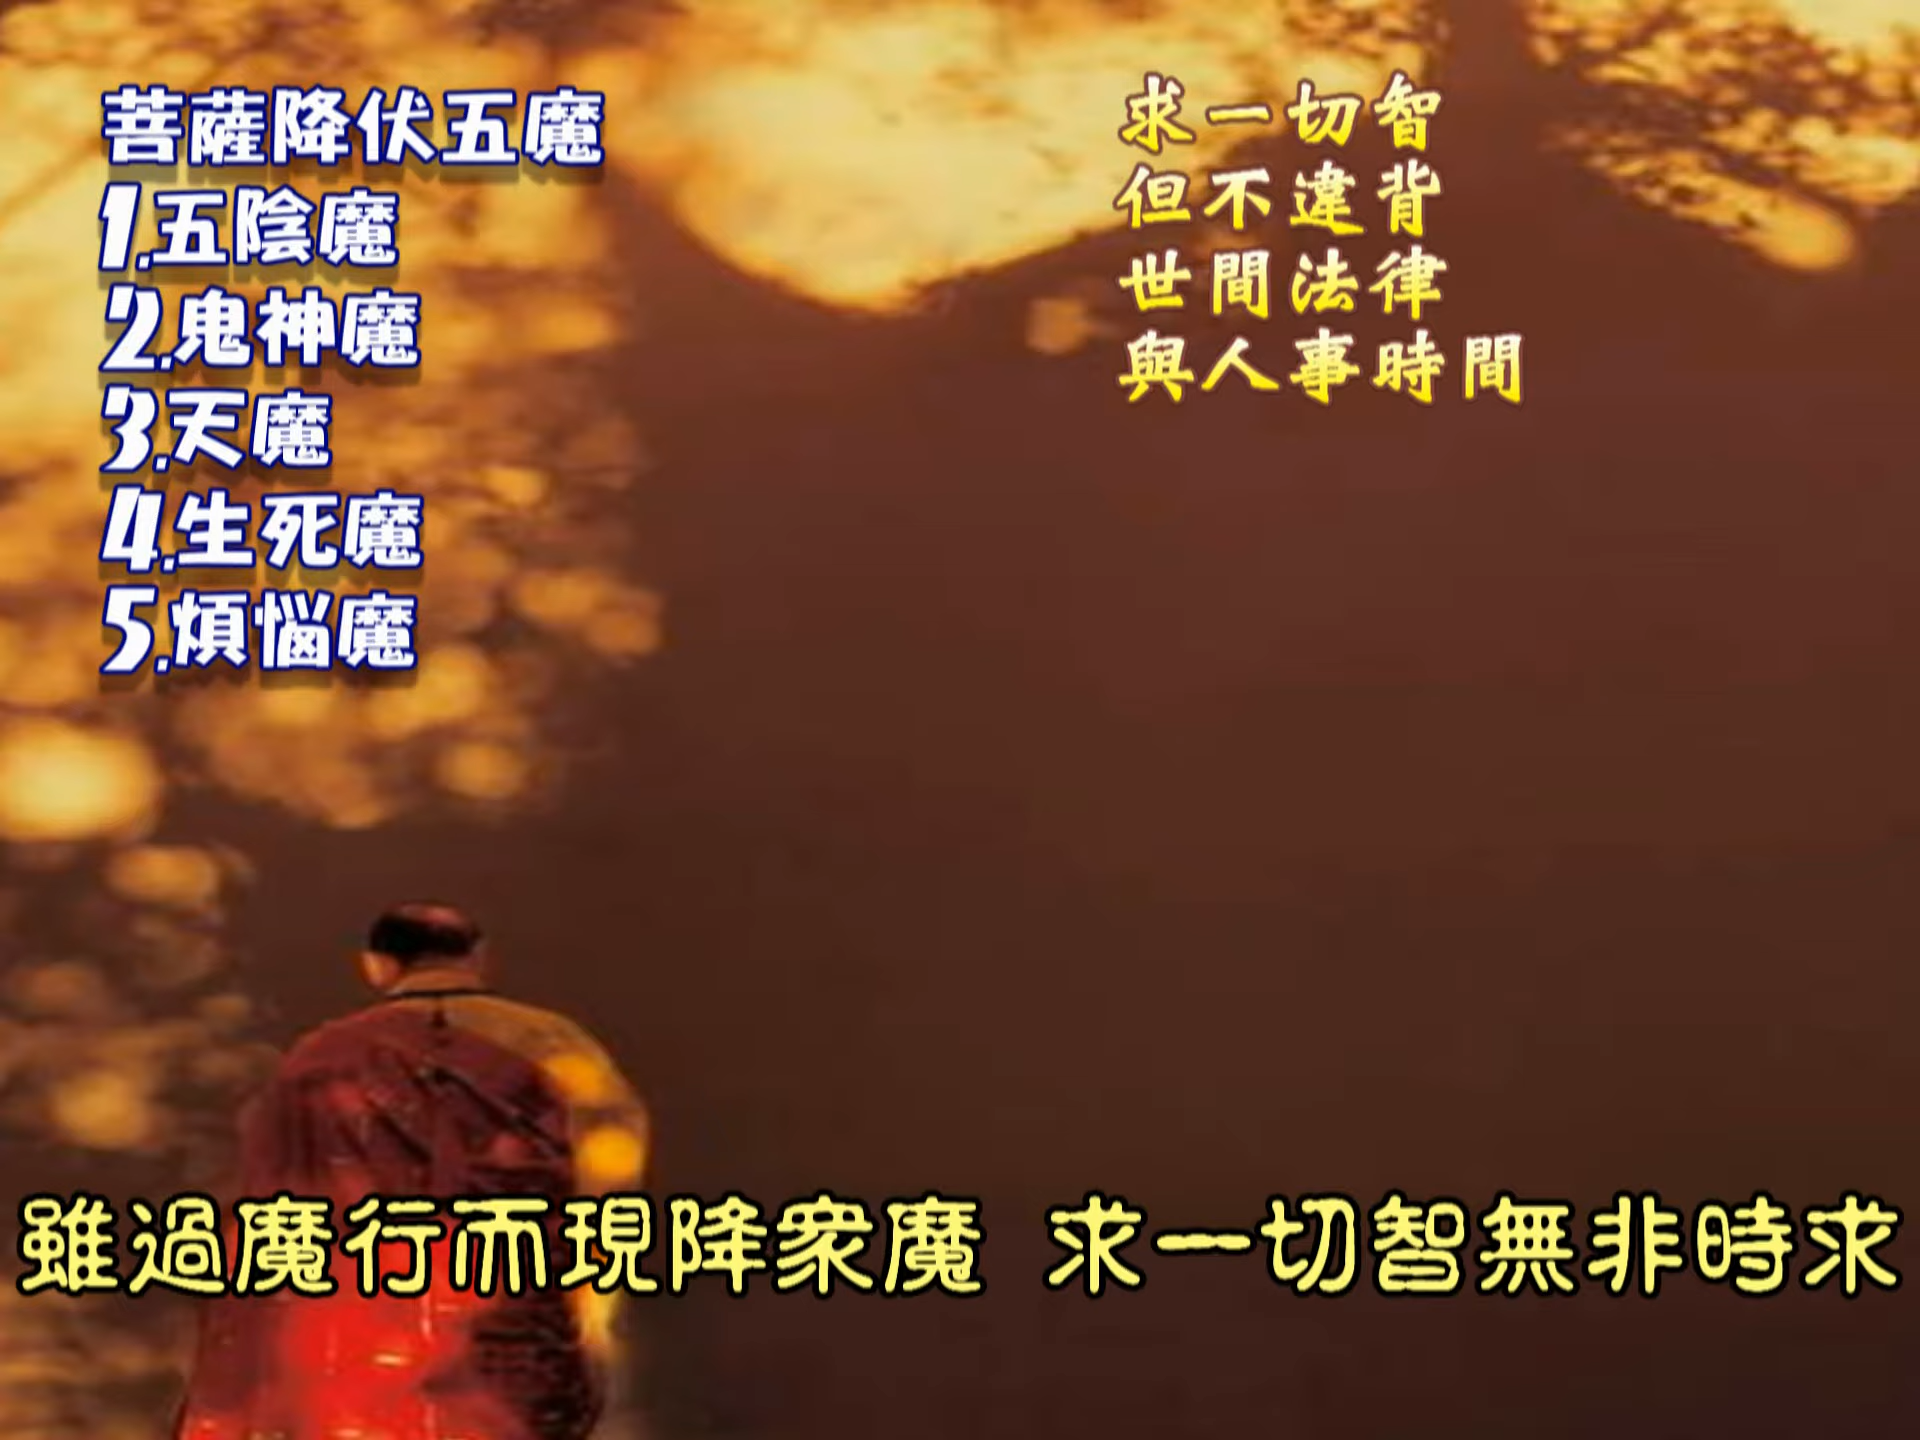 菩薩降伏五魔
1.五陰魔
2.鬼神魔
3.天魔
4.生死魔
5.煩惱魔
求一切智
但不違背
世間法律
與人事時間
雖過魔行而現降衆魔 求一切智無非時求